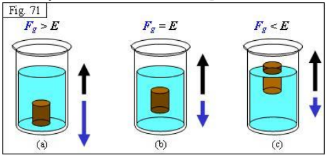 Fig. 71
Fg > E
Fg = E
Fg < E
(a)
(b)
(c)